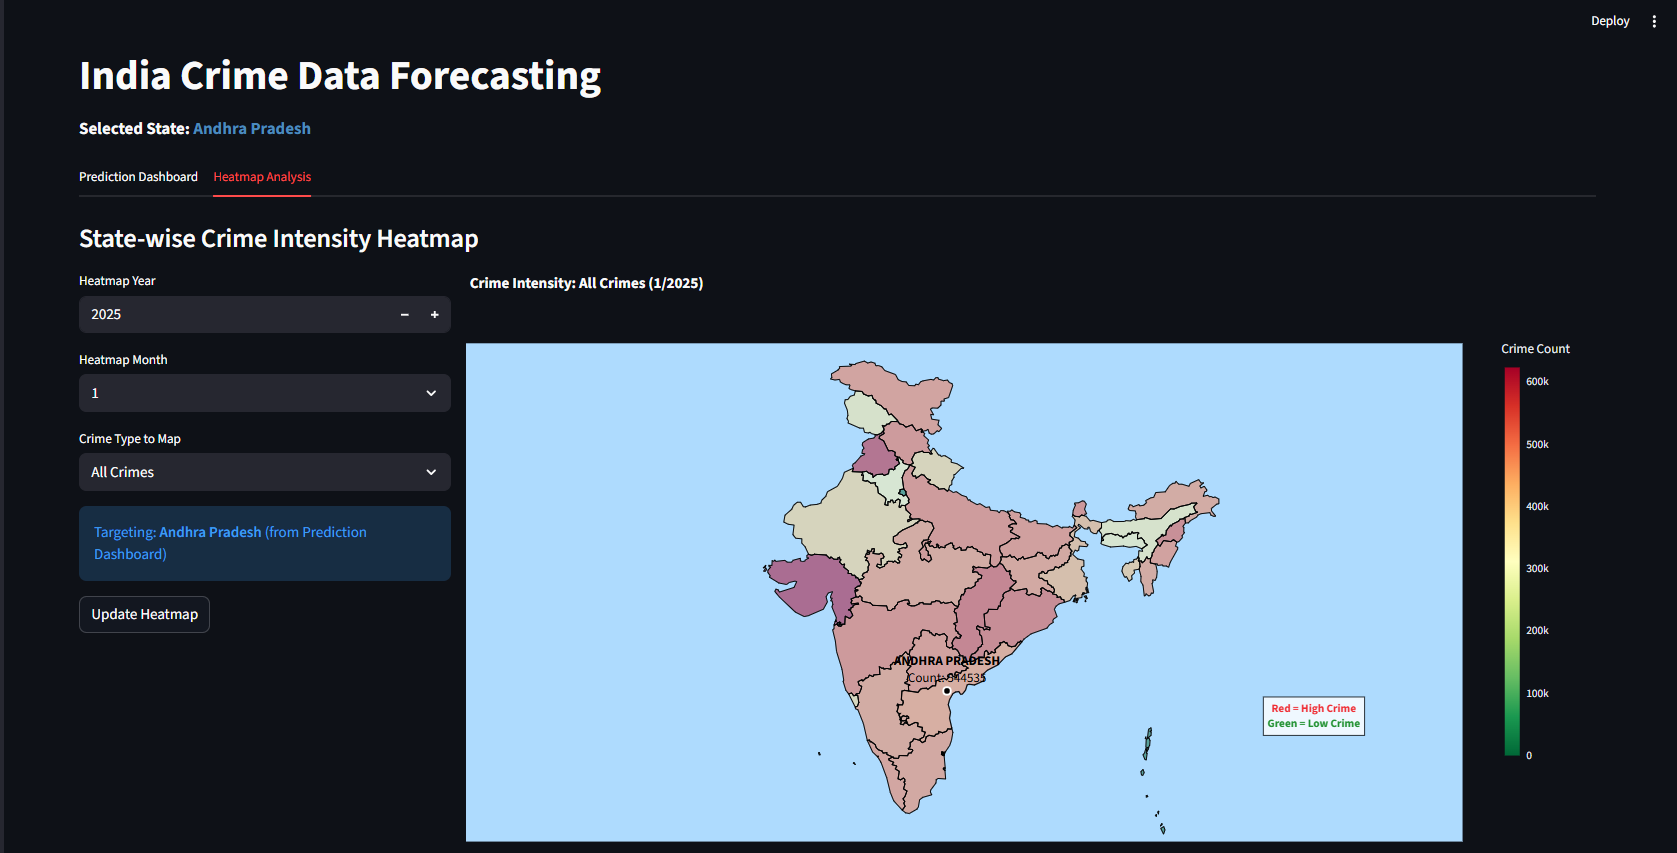 Deploy
India Crime Data Forecasting
Selected State: Andhra Pradesh
Prediction Dashboard
Heatmap Analysis
State-wise Crime Intensity Heatmap
Heatmap Year
2025
Heatmap Month
1
Crime Type to Map
All Crimes
Targeting: Andhra Pradesh (from Prediction
Dashboard)
Update Heatmap
Crime Intensity: All Crimes (1/2025)
ANDHRA PRADESH
Count:
Red = High Crime
Green = Low Crime
Crime Count
600k
500k
400k
300k
200k
100k
0